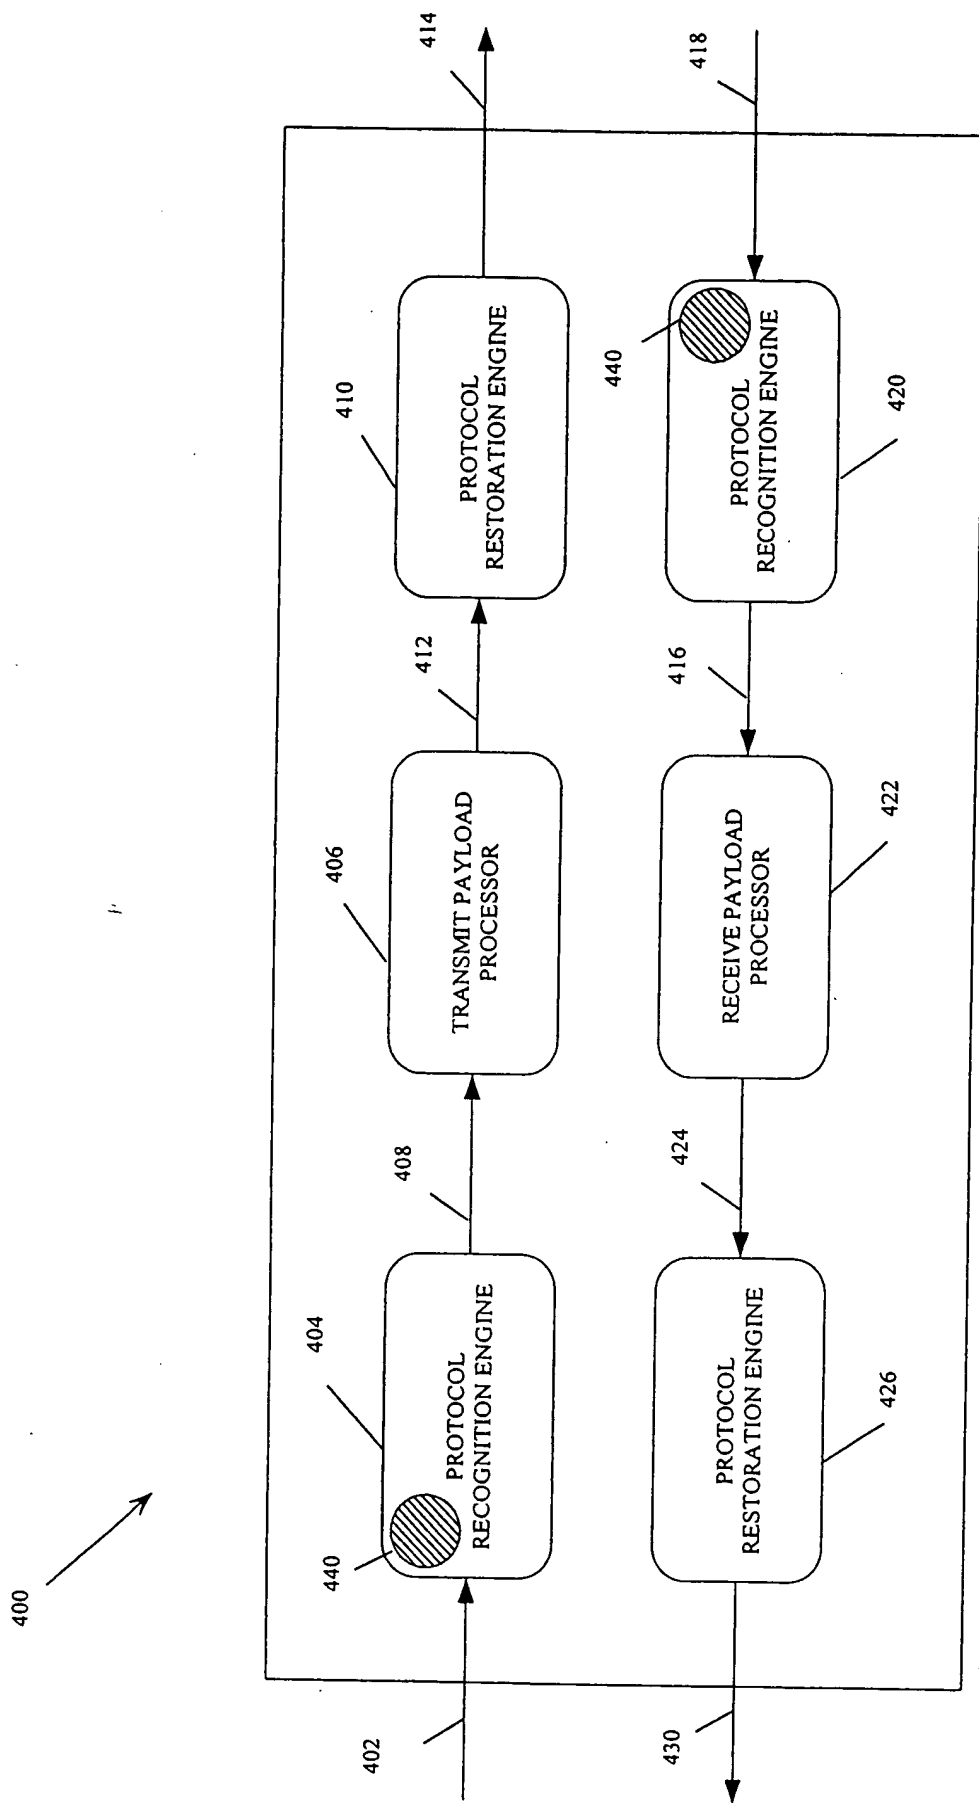 400
402
440
404
PROTOCOL
RECOGNITION ENGINE
408
406
TRANSMIT PAYLOAD
PROCESSOR
412
410
PROTOCOL
RESTORATION ENGINE
414
430
PROTOCOL
RESTORATION ENGINE
426
424
RECEIVE PAYLOAD
PROCESSOR
422
416
440
PROTOCOL
RECOGNITION ENGINE
420
418